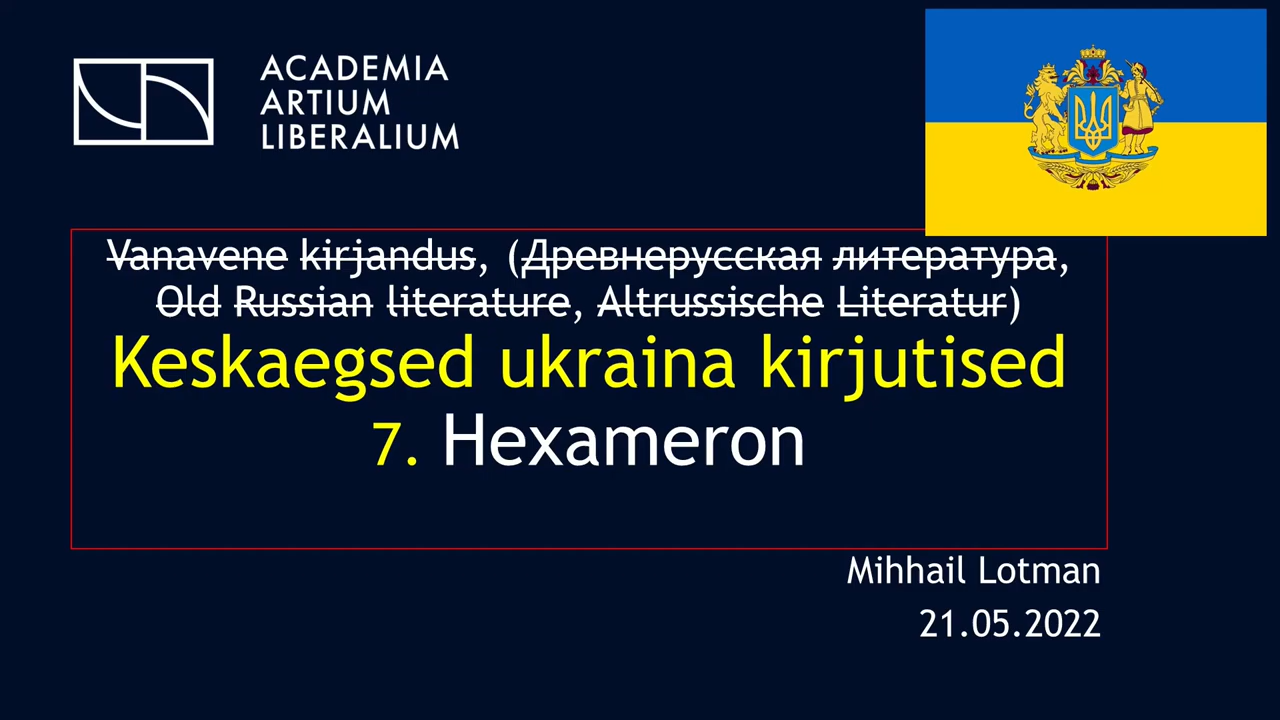 ACADEMIA
ARTIUM
LIBERALIUM
Vanavene kirjandus, (Древнерусская литература,
Old Russian literature, Altrussische Literatur)
Keskaegsed ukraina kirjutised
7. Hexameron
Mihhail Lotman
21.05.2022